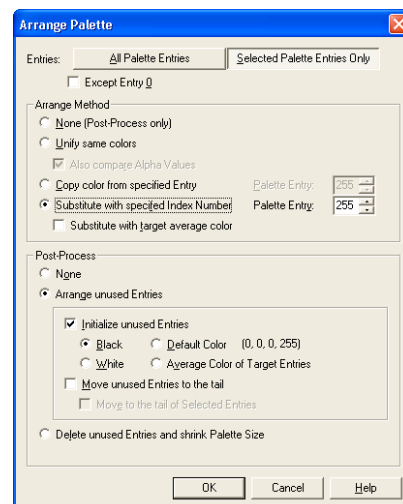 Arrange Palette
Entries: All Palette Entries Selected Palette Entries Only
Except Entry 0
Arrange Method
None (Post-Process only)
Unify same colors
Also compare Alpha Values
Copy color from specified Entry Palette Entry: 255
Substitute with specifed Index Number Palette Entry: 255
Substitute with target average color
Post-Process
None
Arrange unused Entries
Initialize unused Entries
Black Default Color (0, 0, 0, 255)
White Average Color of Target Entries
Move unused Entries to the tail
Move to the tail of Selected Entries
Delete unused Entries and shrink Palette Size
OK Cancel Help